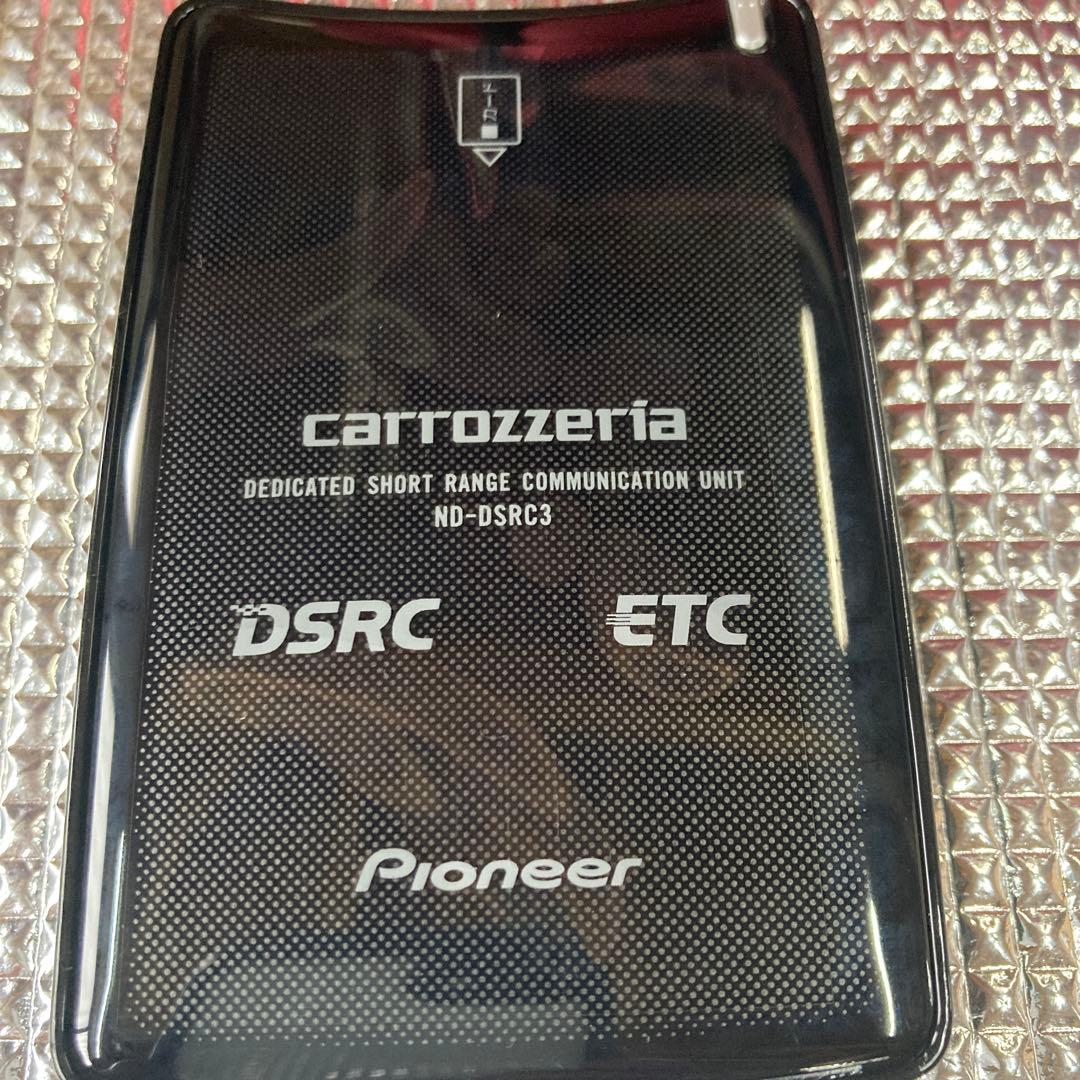 carrozzeria
DEDICATED SHORT RANGE COMMUNICATION UNIT
ND-DSRC3
DSRC
ETC
Pioneer